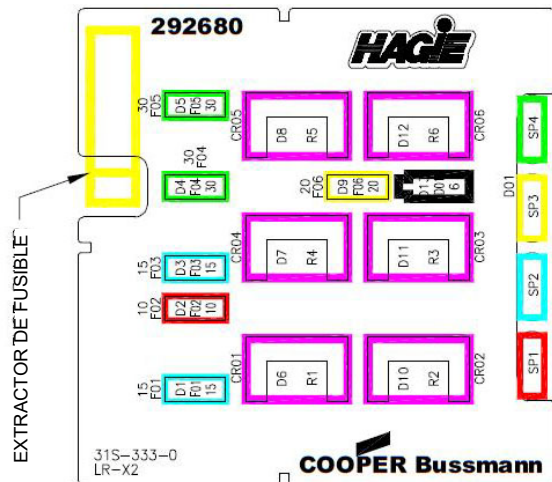 292680
HAGIE
30
F05
D5
F05
30
CR05
D8
R5
D12
R6
CR06
SP4
30
F04
D4
F04
30
20
F06
D9
F06
20
D13
D01
6
D01
SP3
EXTRACTOR DE FUSIBLE
15
F03
D3
F03
15
CR04
D7
R4
D11
R3
CR03
SP2
10
F02
D2
F02
10
15
F01
D1
F01
15
CR01
D6
R1
D10
R2
CR02
SP1
31S-333-0
LR-X2
COOPER Bussmann